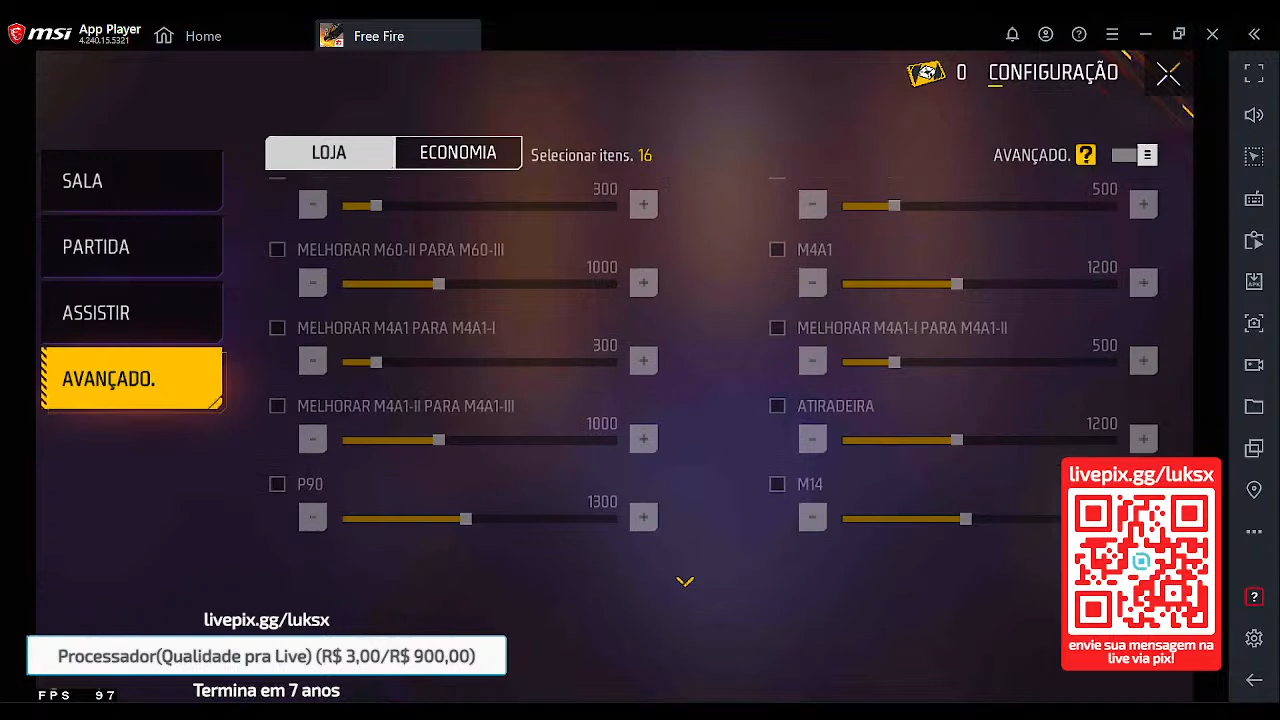 msi App Player
4.240.15.5321
Home
Free Fire
0 CONFIGURAÇÃO
LOJA ECONOMIA Selecionar itens. 16 AVANÇADO. ?
SALA
PARTIDA
ASSISTIR
AVANÇADO.
300 500
- + - +
MELHORAR M60-II PARA M60-III M4A1
1000 1200
- + - +
MELHORAR M4A1 PARA M4A1-I MELHORAR M4A1-I PARA M4A1-II
300 500
- + - +
MELHORAR M4A1-II PARA M4A1-III ATIRADEIRA
1000 1200
- + - +
P90 M14
1300
- + -
livepix.gg/luksx
envie sua mensagem na
live via pix!
livepix.gg/luksx
Processador(Qualidade pra Live) (R$ 3,00/R$ 900,00)
Termina em 7 anos
FPS 97
APK
?